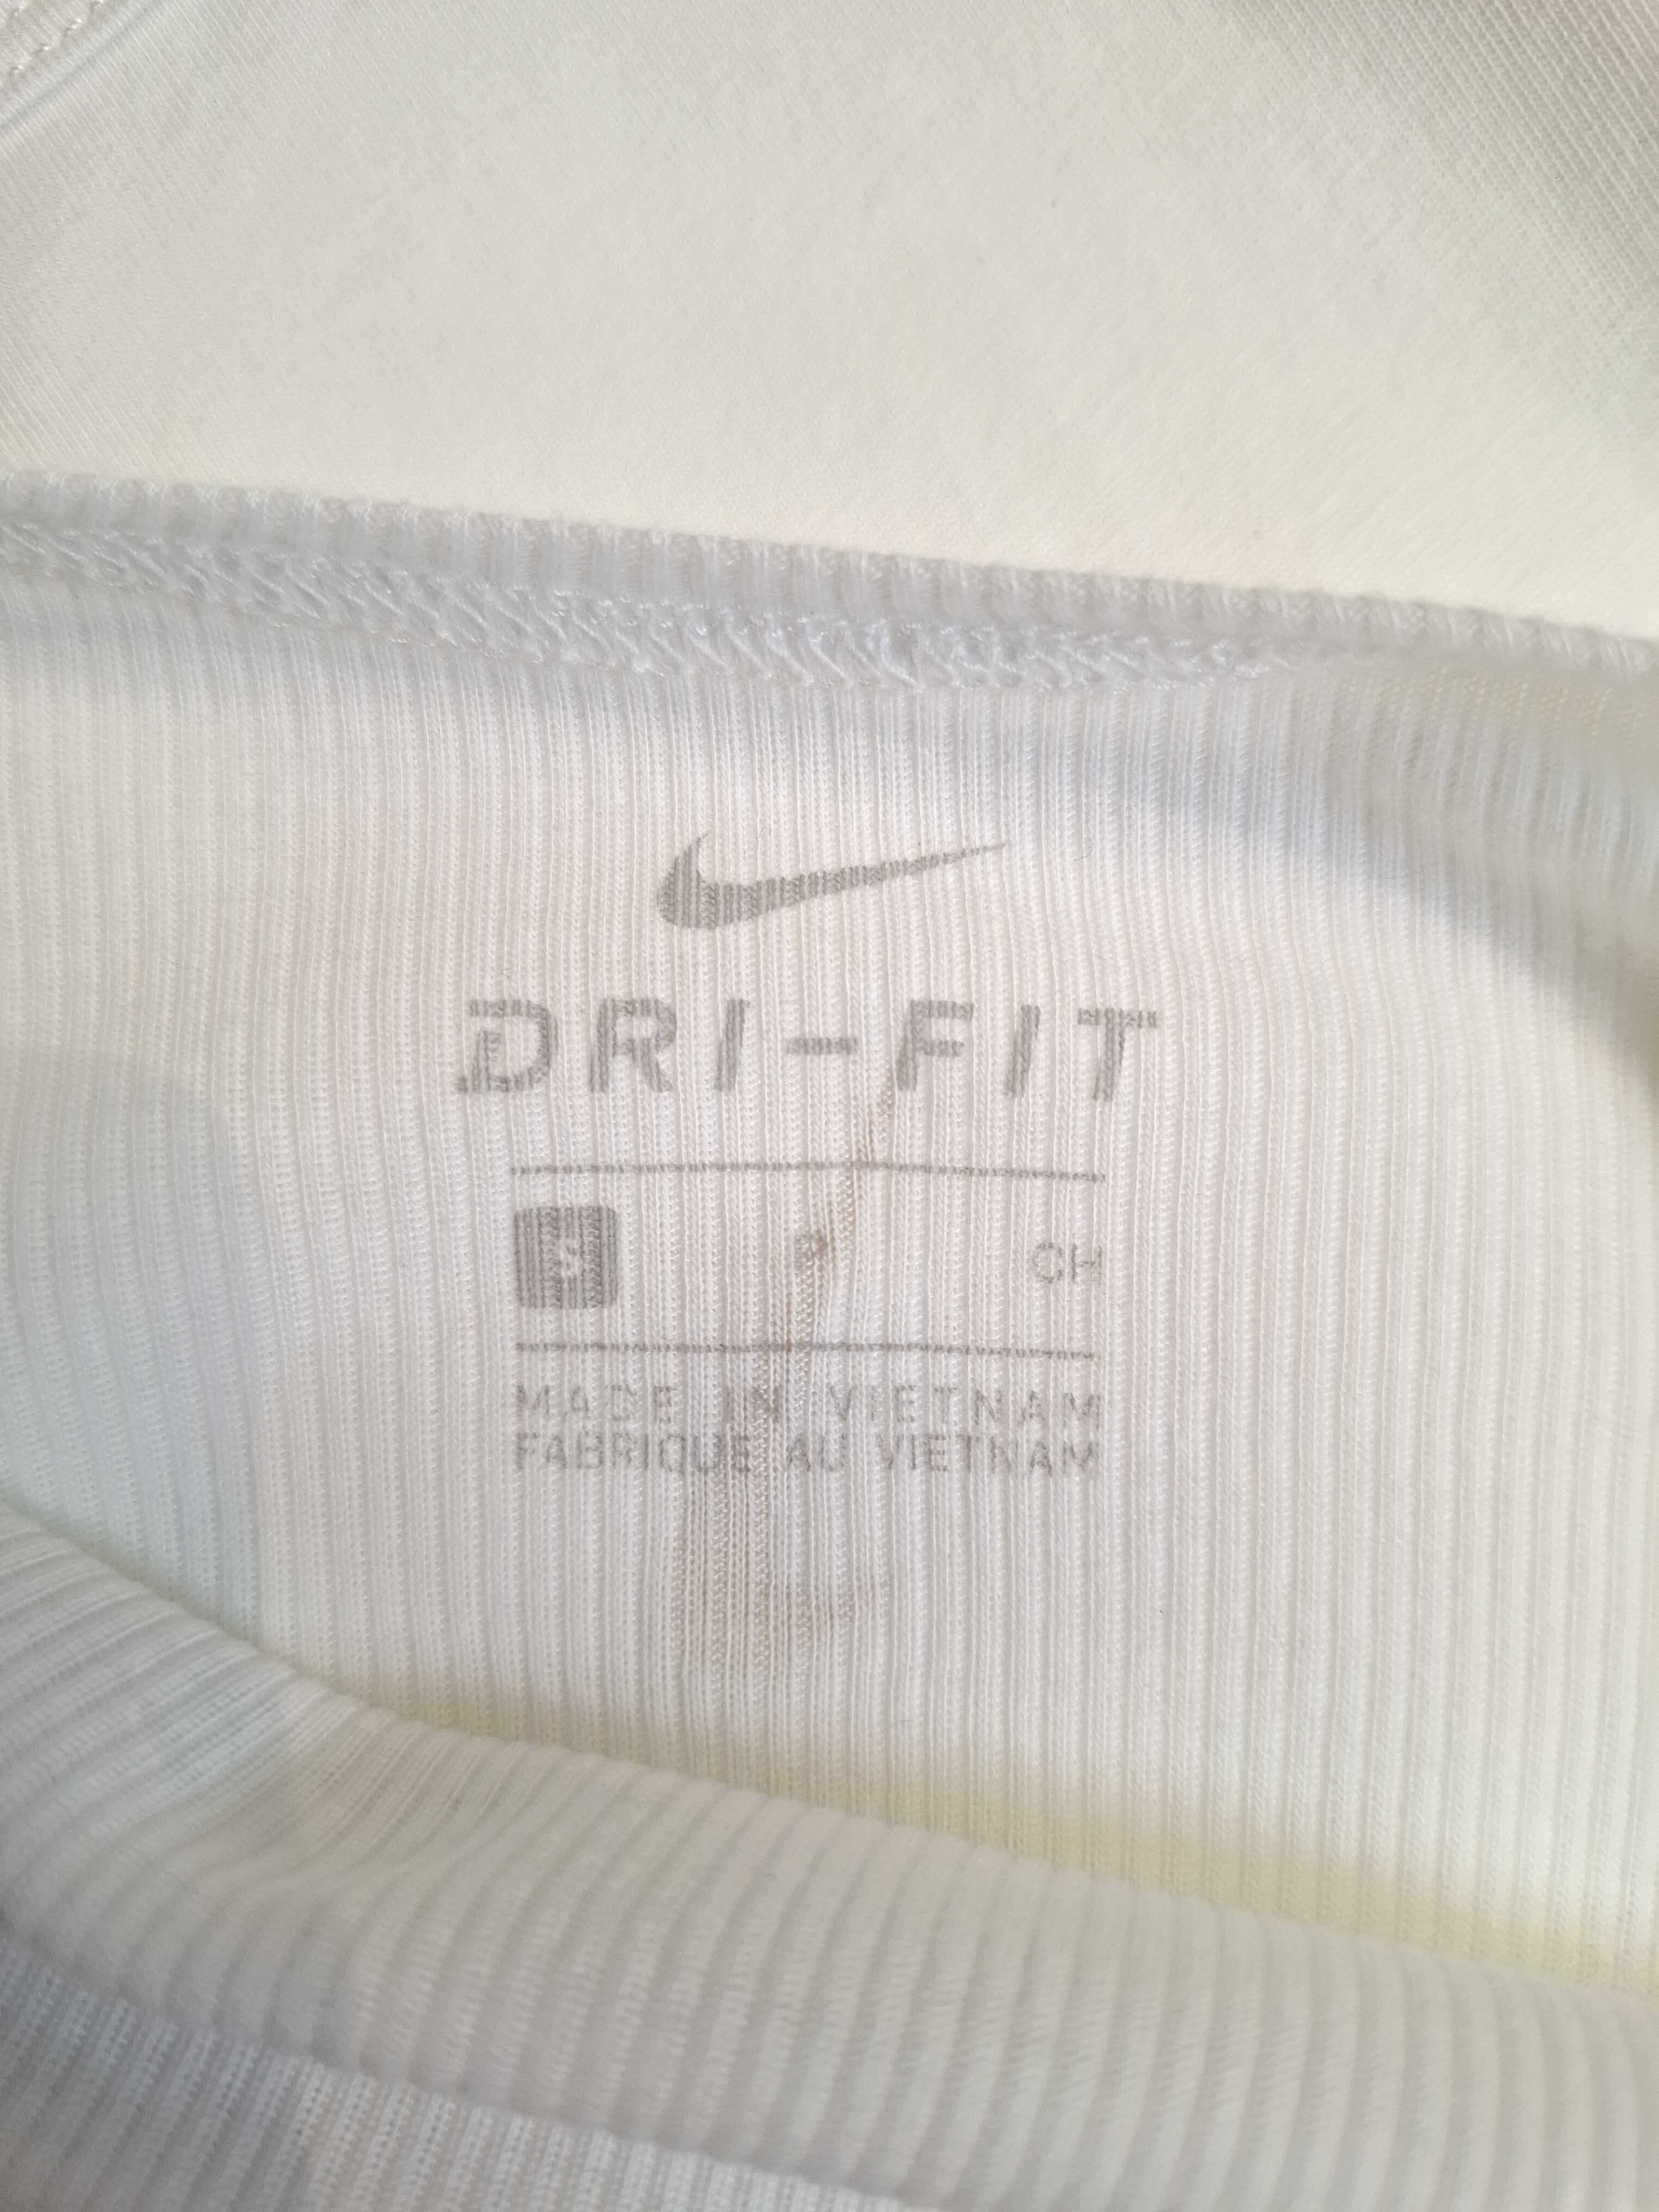 DRI-FIT
S P CH
MADE IN VIETNAM
FABRIQUE AU VIETNAM